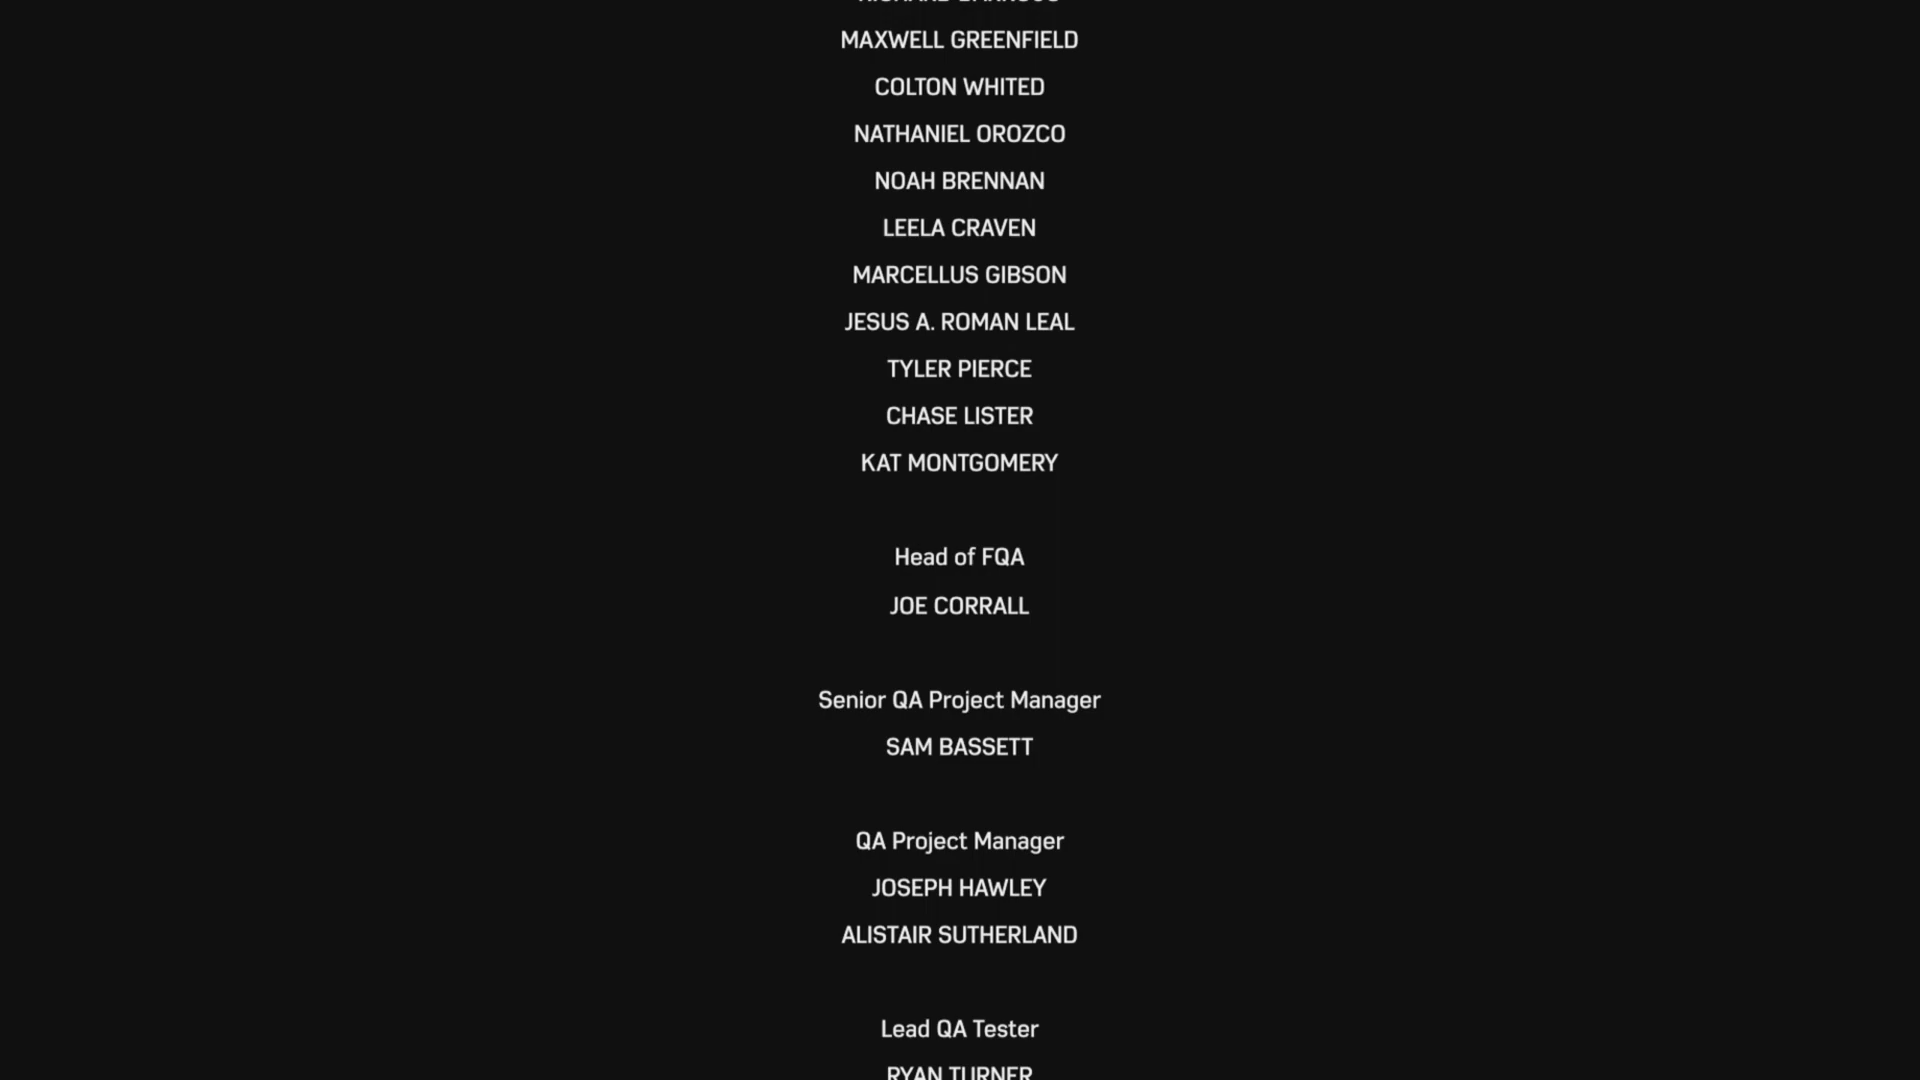 MAXWELL GREENFIELD
COLTON WHITED
NATHANIEL OROZCO
NOAH BRENNAN
LEELA CRAVEN
MARCELLUS GIBSON
JESUS A. ROMAN LEAL
TYLER PIERCE
CHASE LISTER
KAT MONTGOMERY
Head of FQA
JOE CORRALL
Senior QA Project Manager
SAM BASSETT
QA Project Manager
JOSEPH HAWLEY
ALISTAIR SUTHERLAND
Lead QA Tester
RYAN TURNER